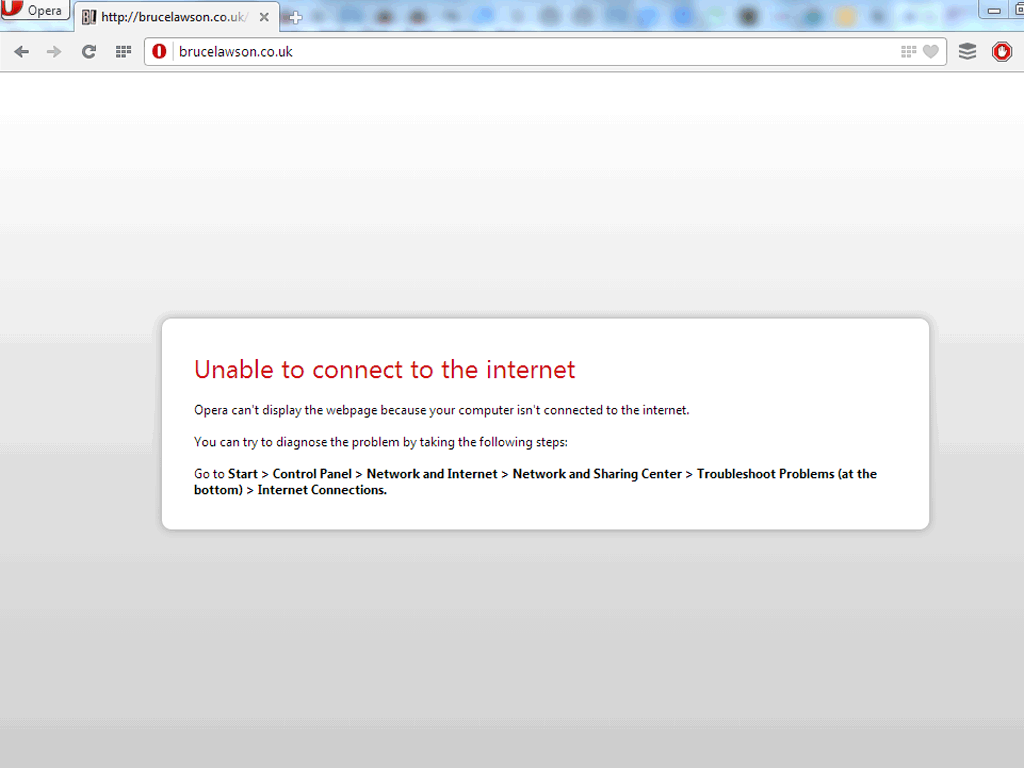 Opera
http://brucelawson.co.uk/
brucelawson.co.uk
Unable to connect to the internet
Opera can't display the webpage because your computer isn't connected to the internet.
You can try to diagnose the problem by taking the following steps:
Go to Start > Control Panel > Network and Internet > Network and Sharing Center > Troubleshoot Problems (at the
bottom) > Internet Connections.